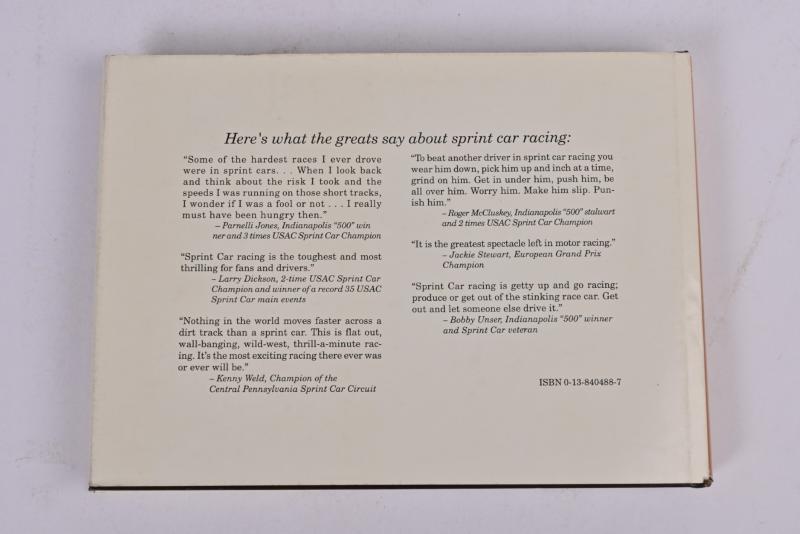 Here's what the greats say about sprint car racing:
“Some of the hardest races I ever drove
were in sprint cars. . . When I look back
and think about the risk I took and the
speeds I was running on those short tracks,
I wonder if I was a fool or not . . . I really
must have been hungry then.”
– Parnelli Jones, Indianapolis “500” win
ner and 3 times USAC Sprint Car Champion
“Sprint Car racing is the toughest and most
thrilling for fans and drivers.”
– Larry Dickson, 2-time USAC Sprint Car
Champion and winner of a record 35 USAC
Sprint Car main events
“Nothing in the world moves faster across a
dirt track than a sprint car. This is flat out,
wall-banging, wild-west, thrill-a-minute rac-
ing. It's the most exciting racing there ever was
or ever will be.”
– Kenny Weld, Champion of the
Central Pennsylvania Sprint Car Circuit
“To beat another driver in sprint car racing you
wear him down, pick him up and inch at a time,
grind on him. Get in under him, push him, be
all over him. Worry him. Make him slip. Pun-
ish him.”
– Roger McCluskey, Indianapolis “500” stalwart
and 2 times USAC Sprint Car Champion
“It is the greatest spectacle left in motor racing.”
– Jackie Stewart, European Grand Prix
Champion
“Sprint Car racing is getty up and go racing;
produce or get out of the stinking race car. Get
out and let someone else drive it.”
– Bobby Unser, Indianapolis “500” winner
and Sprint Car veteran
ISBN 0-13-840488-7